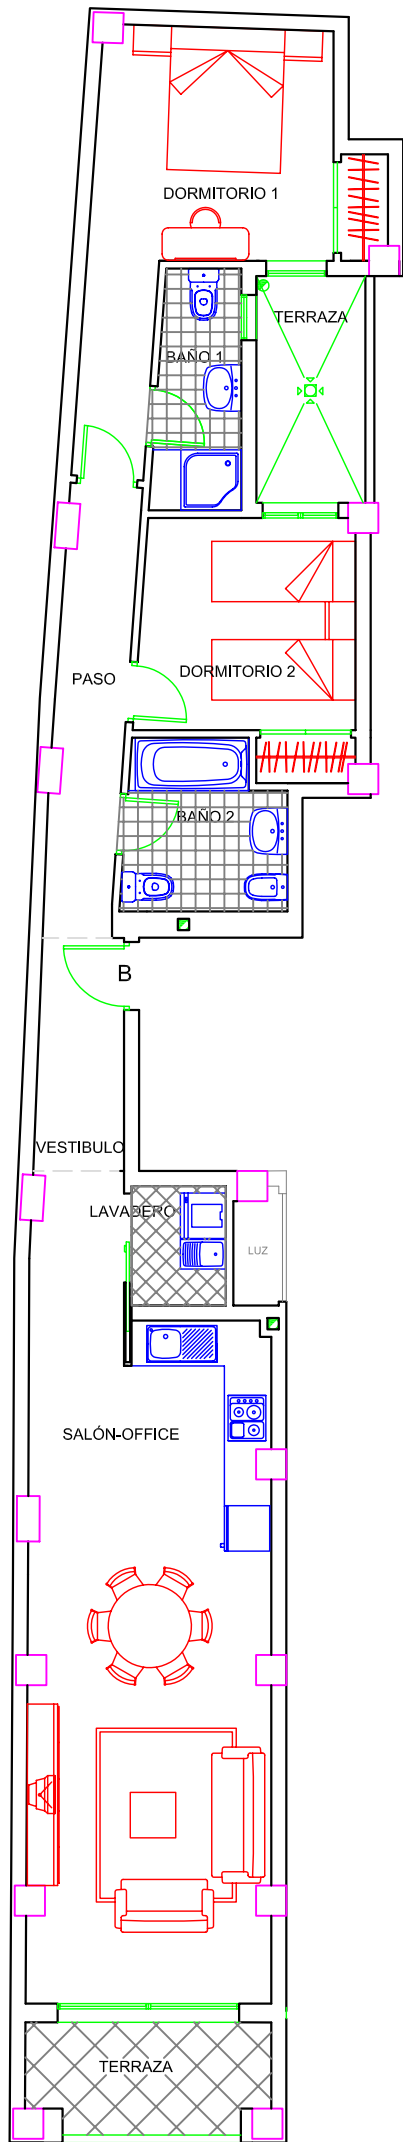 DORMITORIO 1
TERRAZA
BAÑO 1
DORMITORIO 2
PASO
BAÑO 2
B
VESTIBULO
LAVADERO
LUZ
SALÓN-OFFICE
TERRAZA